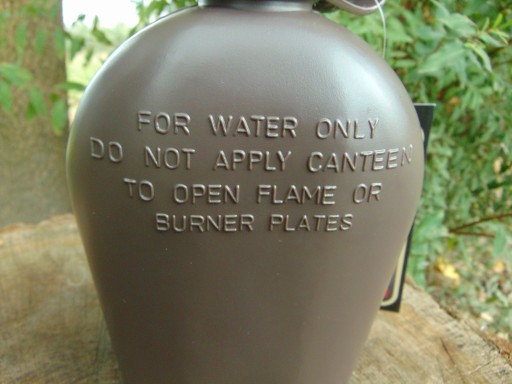 FOR WATER ONLY
DO NOT APPLY CANTEEN
TO OPEN FLAME OR
BURNER PLATES